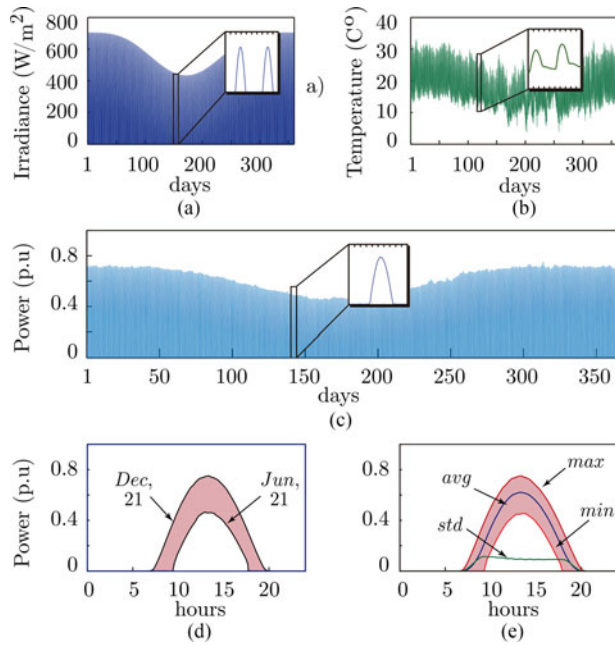 Irradiance (W/m²)
800
600
400
200
0
1
100
200
300
days
(a)
a)
Temperature (C°)
40
30
20
10
0
1
100
200
300
days
(b)
Power (p.u)
0.8
0.4
0
1
50
100
150
200
250
300
350
days
(c)
Power (p.u)
0.8
0.4
0
Dec,
21
Jun,
21
0
5
10
15
20
hours
(d)
0.8
0.4
0
avg
std
max
min
0
5
10
15
20
hours
(e)